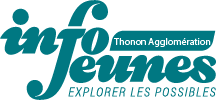 info
Thonon Agglomération
Jeunes
EXPLORER LES POSSIBLES